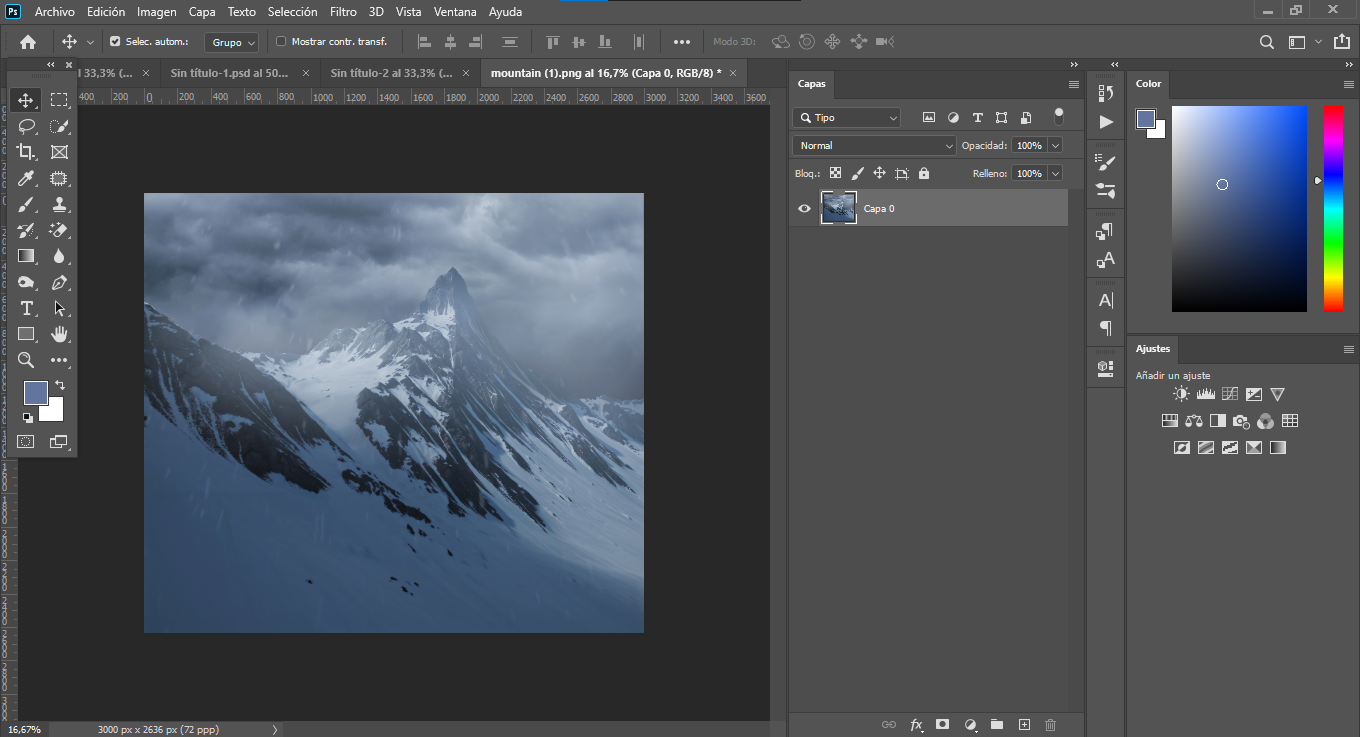 Ps Archivo Edición Imagen Capa Texto Selección Filtro 3D Vista Ventana Ayuda
Selec. autom.: Grupo Mostrar contr. transf. Modo 3D:
l 33,3% (... × Sin título-1.psd al 50... × Sin título-2 al 33,3% (... × mountain (1).png al 16,7% (Capa 0, RGB/8) * ×
400 200 0 200 400 600 800 1000 1200 1400 1600 1800 2000 2200 2400 2600 2800 3000 3200 3400 3600
Capas
Tipo
Normal Opacidad: 100%
Bloq.: Relleno: 100%
Capa 0
Color
Ajustes
Añadir un ajuste
16,67% 3000 px x 2636 px (72 ppp)
fx